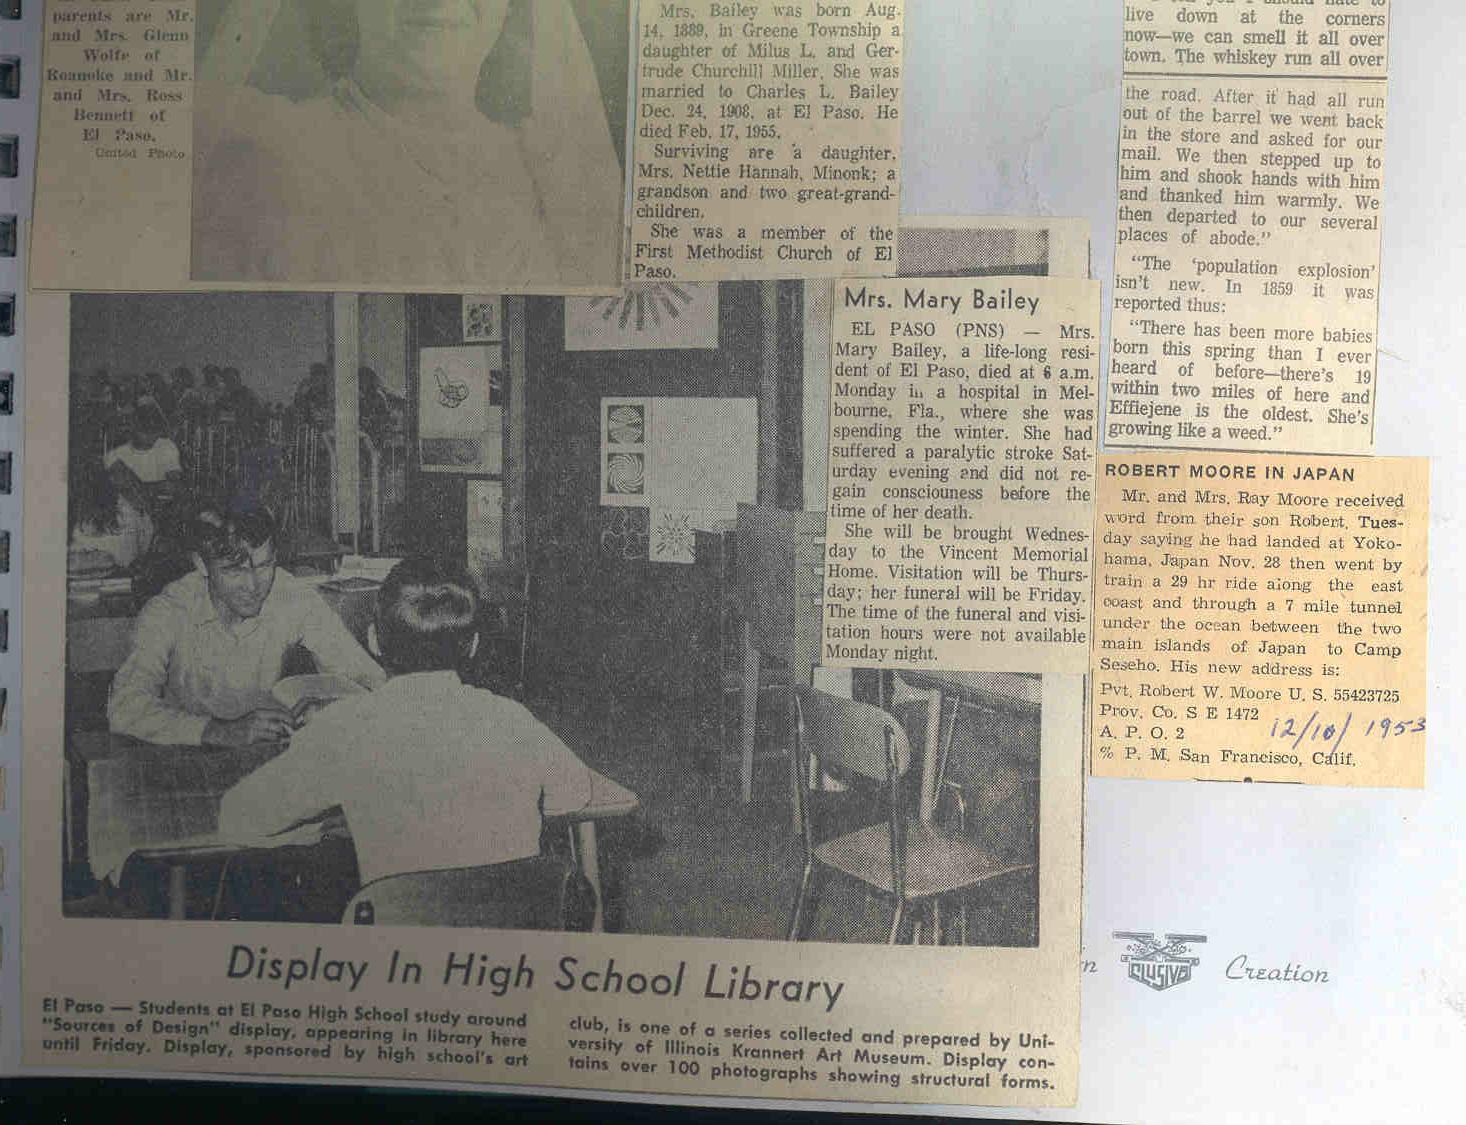 parents are Mr.
and Mrs. Glenn
Wolfe of
Roanoke and Mr.
and Mrs. Ross
Bennett of
El Paso.
United Photo
Mrs. Bailey was born Aug.
14, 1889, in Greene Township a
daughter of Milus L. and Ger-
trude Churchill Miller. She was
married to Charles L. Bailey
Dec. 24, 1908, at El Paso. He
died Feb. 17, 1955.
Surviving are a daughter,
Mrs. Nettie Hannah, Minonk; a
grandson and two great-grand-
children.
She was a member of the
First Methodist Church of El
Paso.
Mrs. Mary Bailey
EL PASO (PNS) — Mrs.
Mary Bailey, a life-long resi-
dent of El Paso, died at 6 a.m.
Monday in a hospital in Mel-
bourne, Fla., where she was
spending the winter. She had
suffered a paralytic stroke Sat-
urday evening and did not re-
gain consciouness before the
time of her death.
She will be brought Wednes-
day to the Vincent Memorial
Home. Visitation will be Thurs-
day; her funeral will be Friday.
The time of the funeral and visi-
tation hours were not available
Monday night.
live down at the corners
now—we can smell it all over
town. The whiskey run all over
the road. After it had all run
out of the barrel we went back
in the store and asked for our
mail. We then stepped up to
him and shook hands with him
and thanked him warmly. We
then departed to our several
places of abode."
"The 'population explosion'
isn't new. In 1859 it was
reported thus:
"There has been more babies
born this spring than I ever
heard of before—there's 19
within two miles of here and
Effiejene is the oldest. She's
growing like a weed."
ROBERT MOORE IN JAPAN
Mr. and Mrs. Ray Moore received
word from their son Robert, Tues-
day saying he had landed at Yoko-
hama, Japan Nov. 28 then went by
train a 29 hr ride along the east
coast and through a 7 mile tunnel
under the ocean between the two
main islands of Japan to Camp
Seseho. His new address is:
Pvt. Robert W. Moore U. S. 55423725
Prov. Co. S E 1472
A. P. O. 2
% P. M. San Francisco, Calif.
12/10/1953
Display In High School Library
El Paso — Students at El Paso High School study around
"Sources of Design" display, appearing in library here
until Friday. Display, sponsored by high school's art
club, is one of a series collected and prepared by Uni-
versity of Illinois Krannert Art Museum. Display con-
tains over 100 photographs showing structural forms.
Creation